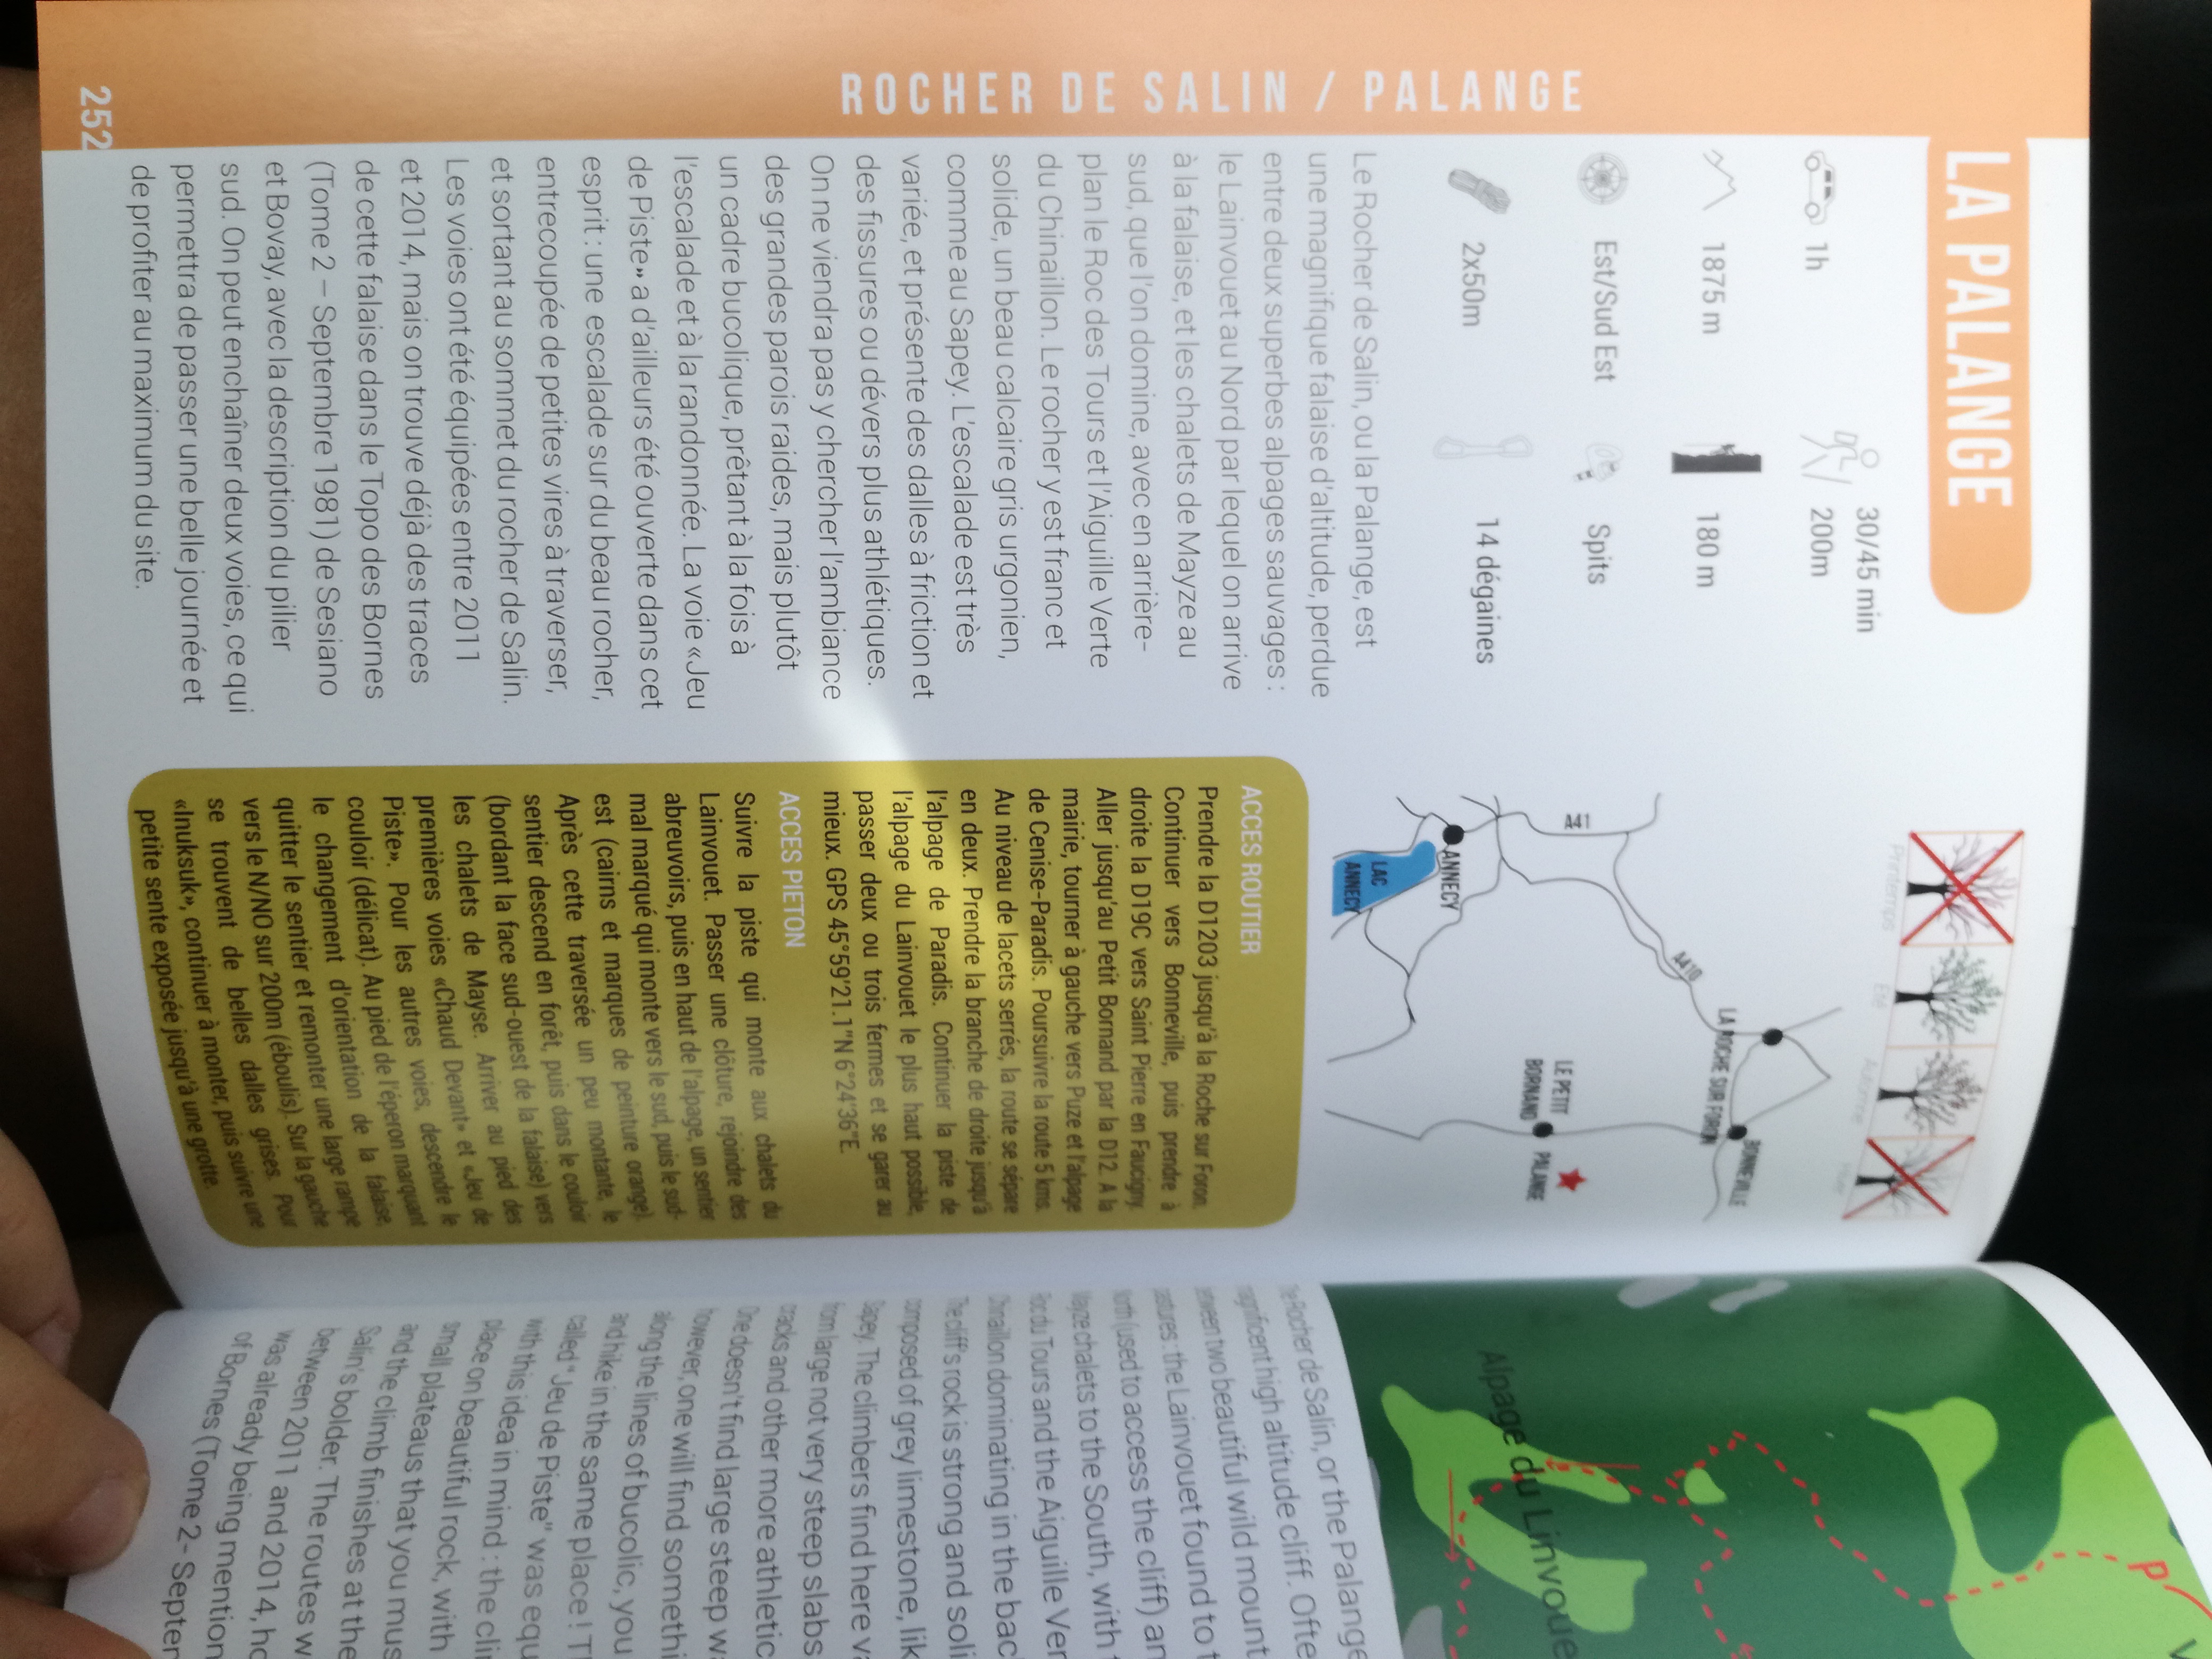 LA PALANGE
ROCHER DE SALIN / PALANGE
1h
30/45 min
200m
1875 m
180 m
Est/Sud Est
Spits
2x50m
14 dégaines
Le Rocher de Salin, ou la Palange, est
une magnifique falaise d'altitude, perdue
entre deux superbes alpages sauvages :
le Lainvouet au Nord par lequel on arrive
à la falaise, et les chalets de Mayze au
sud, que l'on domine, avec en arrière-
plan le Roc des Tours et l'Aiguille Verte
du Chinaillon. Le rocher y est franc et
solide, un beau calcaire gris urgonien,
comme au Sapey. L'escalade est très
variée, et présente des dalles à friction et
des fissures ou dévers plus athlétiques.
On ne viendra pas y chercher l'ambiance
des grandes parois raides, mais plutôt
un cadre bucolique, prêtant à la fois à
l'escalade et à la randonnée. La voie «Jeu
de Piste» a d'ailleurs été ouverte dans cet
esprit : une escalade sur du beau rocher,
entrecoupée de petites vires à traverser,
et sortant au sommet du rocher de Salin.
Les voies ont été équipées entre 2011
et 2014, mais on trouve déjà des traces
de cette falaise dans le Topo des Bornes
(Tome 2 – Septembre 1981) de Sesiano
et Bovay, avec la description du pilier
sud. On peut enchaîner deux voies, ce qui
permettra de passer une belle journée et
de profiter au maximum du site.
252
Printemps
Été
Automne
Hiver
A41
ANNECY
LAC
ANNECY
A410
LA ROCHE SUR FORON
BONNEVILLE
LE PETIT
BORNAND
PALANGE
ACCES ROUTIER
Prendre la D1203 jusqu'à la Roche sur Foron.
Continuer vers Bonneville, puis prendre à
droite la D19C vers Saint Pierre en Faucigny.
Aller jusqu'au Petit Bornand par la D12. A la
mairie, tourner à gauche vers Puze et l'alpage
de Cenise-Paradis. Poursuivre la route 5 kms.
Au niveau de lacets serrés, la route se sépare
en deux. Prendre la branche de droite jusqu'à
l'alpage de Paradis. Continuer la piste de
l'alpage du Lainvouet le plus haut possible,
passer deux ou trois fermes et se garer au
mieux. GPS 45°59'21.1"N 6°24'36"E.
ACCES PIETON
Suivre la piste qui monte aux chalets du
Lainvouet. Passer une clôture, rejoindre des
abreuvoirs, puis en haut de l'alpage, un sentier
mal marqué qui monte vers le sud, puis le sud-
est (cairns et marques de peinture orange).
Après cette traversée un peu montante, le
sentier descend en forêt, puis dans le couloir
(bordant la face sud-ouest de la falaise) vers
les chalets de Mayse. Arriver au pied des
premières voies «Chaud Devant» et «Jeu de
Piste». Pour les autres voies, descendre le
couloir (délicat). Au pied de l'éperon marquant
le changement d'orientation de la falaise,
quitter le sentier et remonter une large rampe
vers le N/NO sur 200m (éboulis). Sur la gauche
se trouvent de belles dalles grises. Pour
«Inuksuk», continuer à monter, puis suivre une
petite sente exposée jusqu'à une grotte.
Alpage du Linvoue
P
The Rocher de Salin, or the Palange
magnificent high altitude cliff. Ofte
between two beautiful wild mount
pastures : the Lainvouet found to t
North (used to access the cliff) an
Mayze chalets to the South, with t
Roc du Tours and the Aiguille Ver
Chinaillon dominating in the bac
The cliff's rock is strong and soli
composed of grey limestone, lik
Sapey. The climbers find here va
from large not very steep slabs
cracks and other more athletic
One doesn't find large steep wa
however, one will find somethi
along the lines of bucolic, you
and hike in the same place ! Th
called "Jeu de Piste" was equ
with this idea in mind : the clir
place on beautiful rock, with
small plateaus that you mus
and the climb finishes at the
Salin's bolder. The routes w
between 2011 and 2014, ho
was already being mention
of Bornes (Tome 2 - Septem